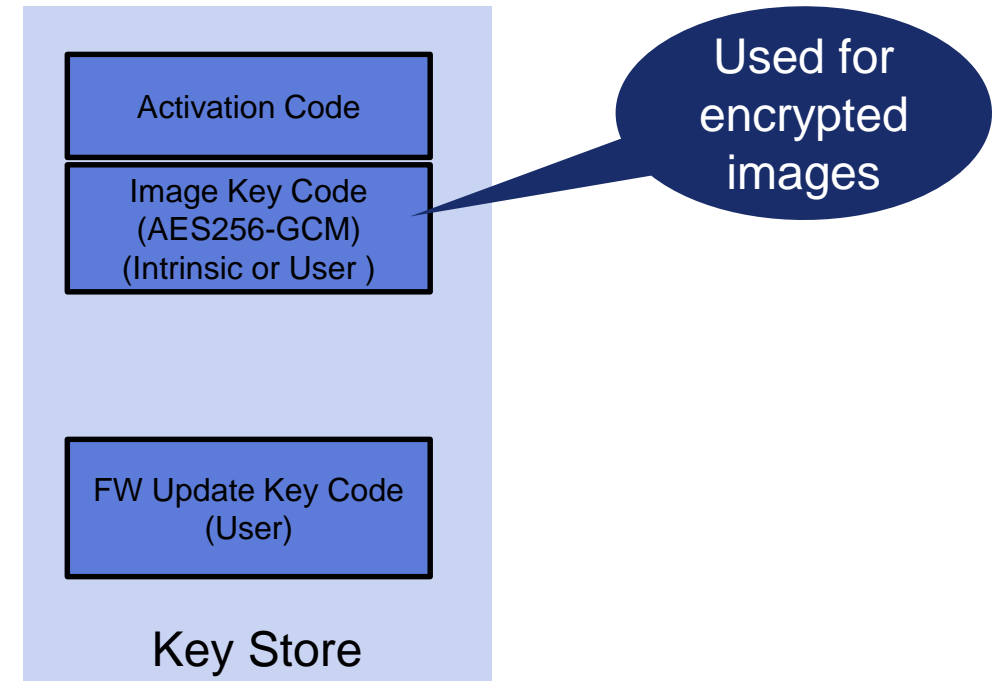 Activation Code
Image Key Code
(AES256-GCM)
(Intrinsic or User )
Used for
encrypted
images
FW Update Key Code
(User)
Key Store